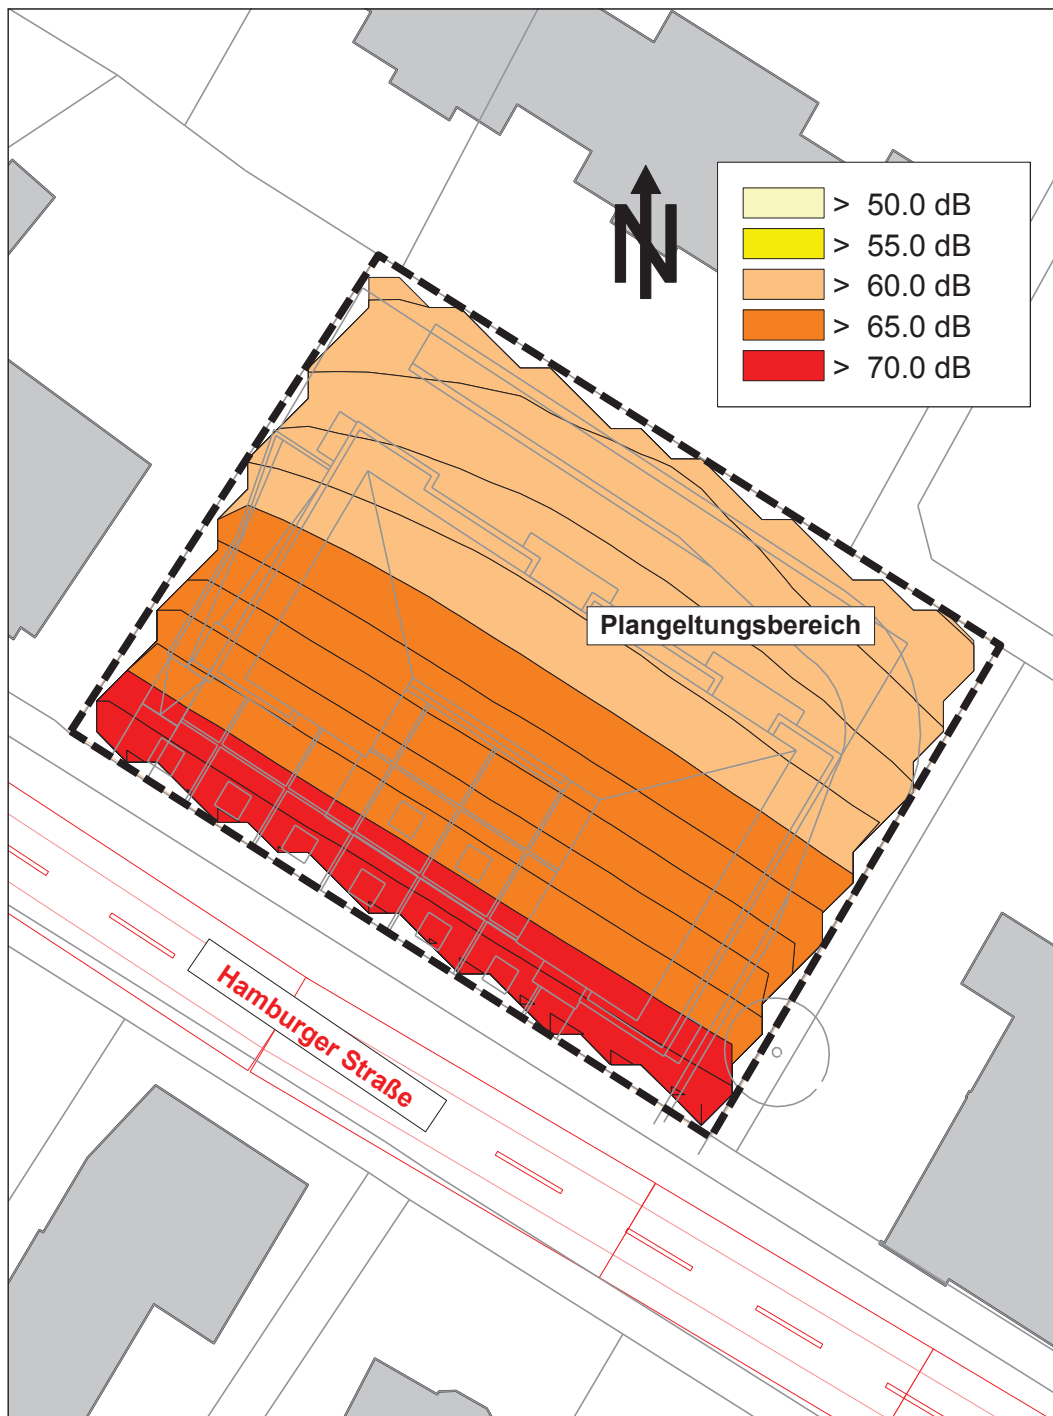 N
> 50.0 dB
> 55.0 dB
> 60.0 dB
> 65.0 dB
> 70.0 dB
Plangeltungsbereich
Hamburger Straße